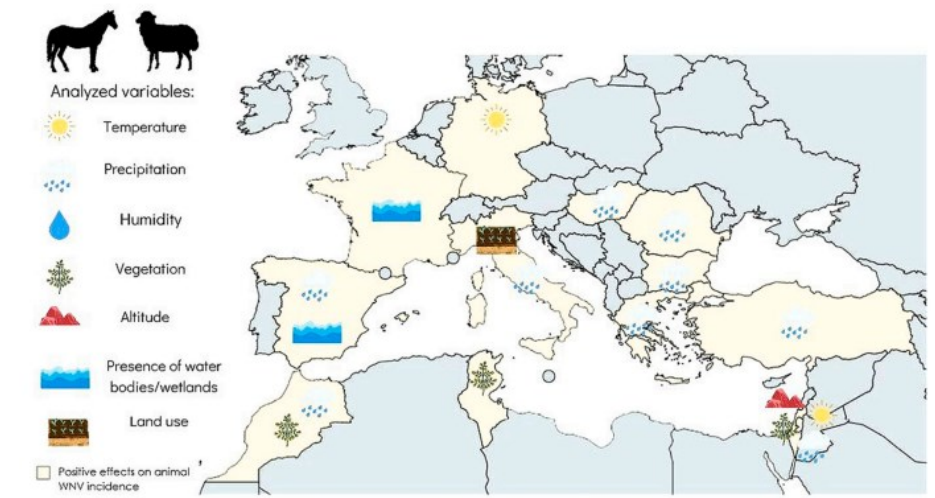 Analyzed variables:
Temperature
Precipitation
Humidity
Vegetation
Altitude
Presence of water
bodies/wetlands
Land use
Positive effects on animal
WNV incidence